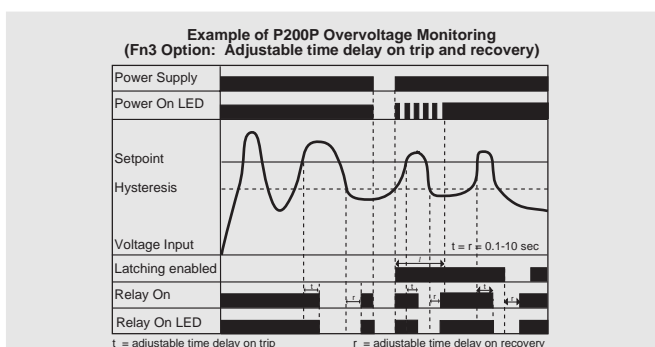 Example of P200P Overvoltage Monitoring
(Fn3 Option: Adjustable time delay on trip and recovery)
Power Supply
Power On LED
Setpoint
Hysteresis
Voltage Input
t = r = 0.1-10 sec
Latching enabled
l
Relay On
t
r
t
r
t
r
Relay On LED
t = adjustable time delay on trip
r = adjustable time delay on recovery